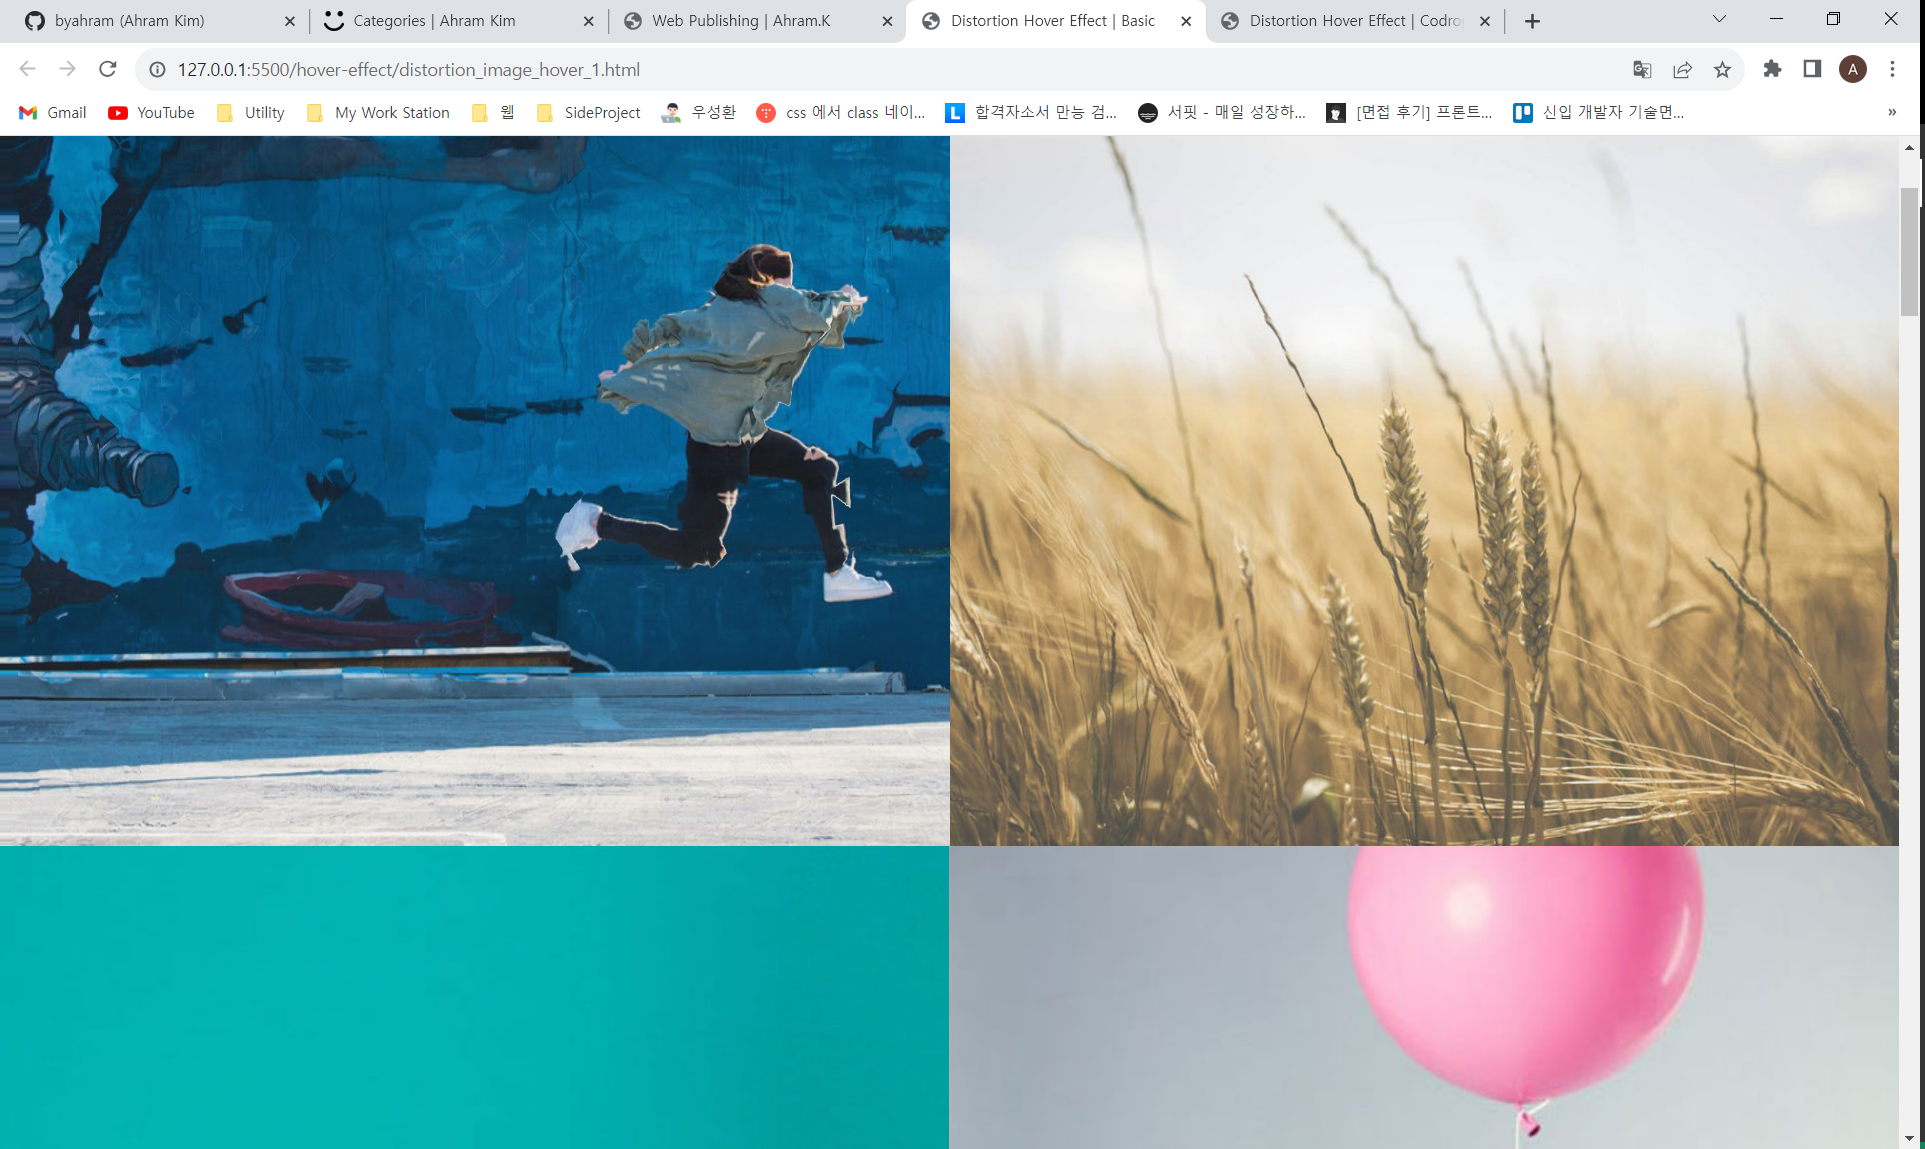 byahram (Ahram Kim)
Categories | Ahram Kim
Web Publishing | Ahram.K
Distortion Hover Effect | Basic
Distortion Hover Effect | Codro
127.0.0.1:5500/hover-effect/distortion_image_hover_1.html
A
Gmail
YouTube
Utility
My Work Station
웹
SideProject
우성환
css 에서 class 네이...
L
합격자소서 만능 검...
서핏 - 매일 성장하...
[면접 후기] 프론트...
신입 개발자 기술면...
»